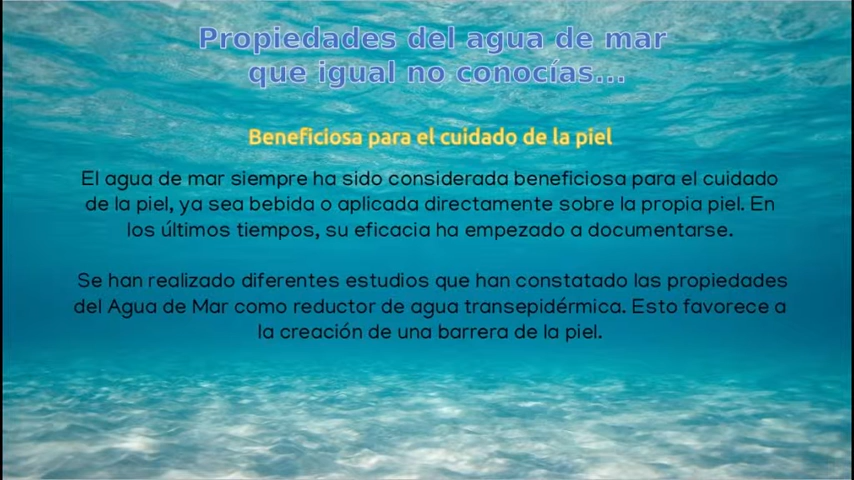 Propiedades del agua de mar
que igual no conocías...
Beneficiosa para el cuidado de la piel
El agua de mar siempre ha sido considerada beneficiosa para el cuidado
de la piel, ya sea bebida o aplicada directamente sobre la propia piel. En
los últimos tiempos, su eficacia ha empezado a documentarse.
Se han realizado diferentes estudios que han constatado las propiedades
del Agua de Mar como reductor de agua transepidérmica. Esto favorece a
la creación de una barrera de la piel.